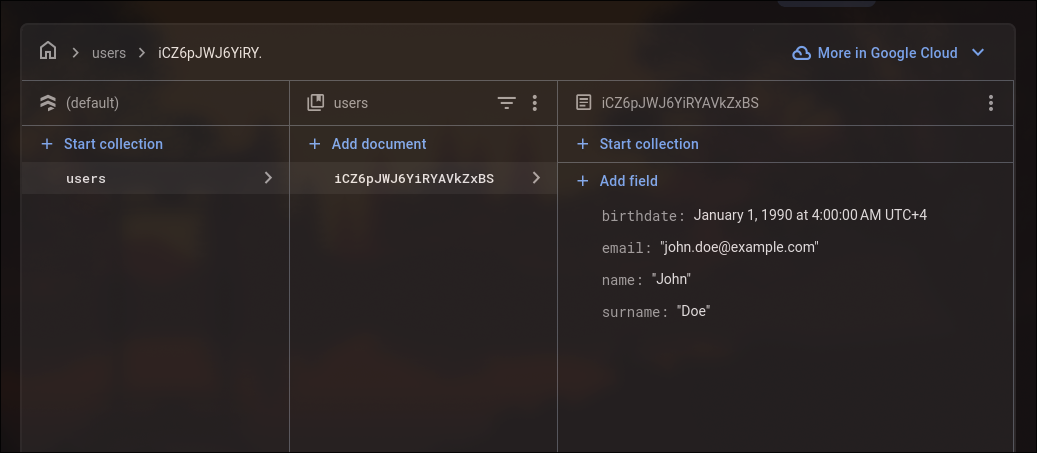 users
iCZ6pJWJ6YiRY.
More in Google Cloud
(default)
users
iCZ6pJWJ6YiRYAVkZxBS
Start collection
Add document
Start collection
users
iCZ6pJWJ6YiRYAVkZxBS
Add field
birthdate: January 1, 1990 at 4:00:00 AM UTC+4
email: "john.doe@example.com"
name: "John"
surname: "Doe"